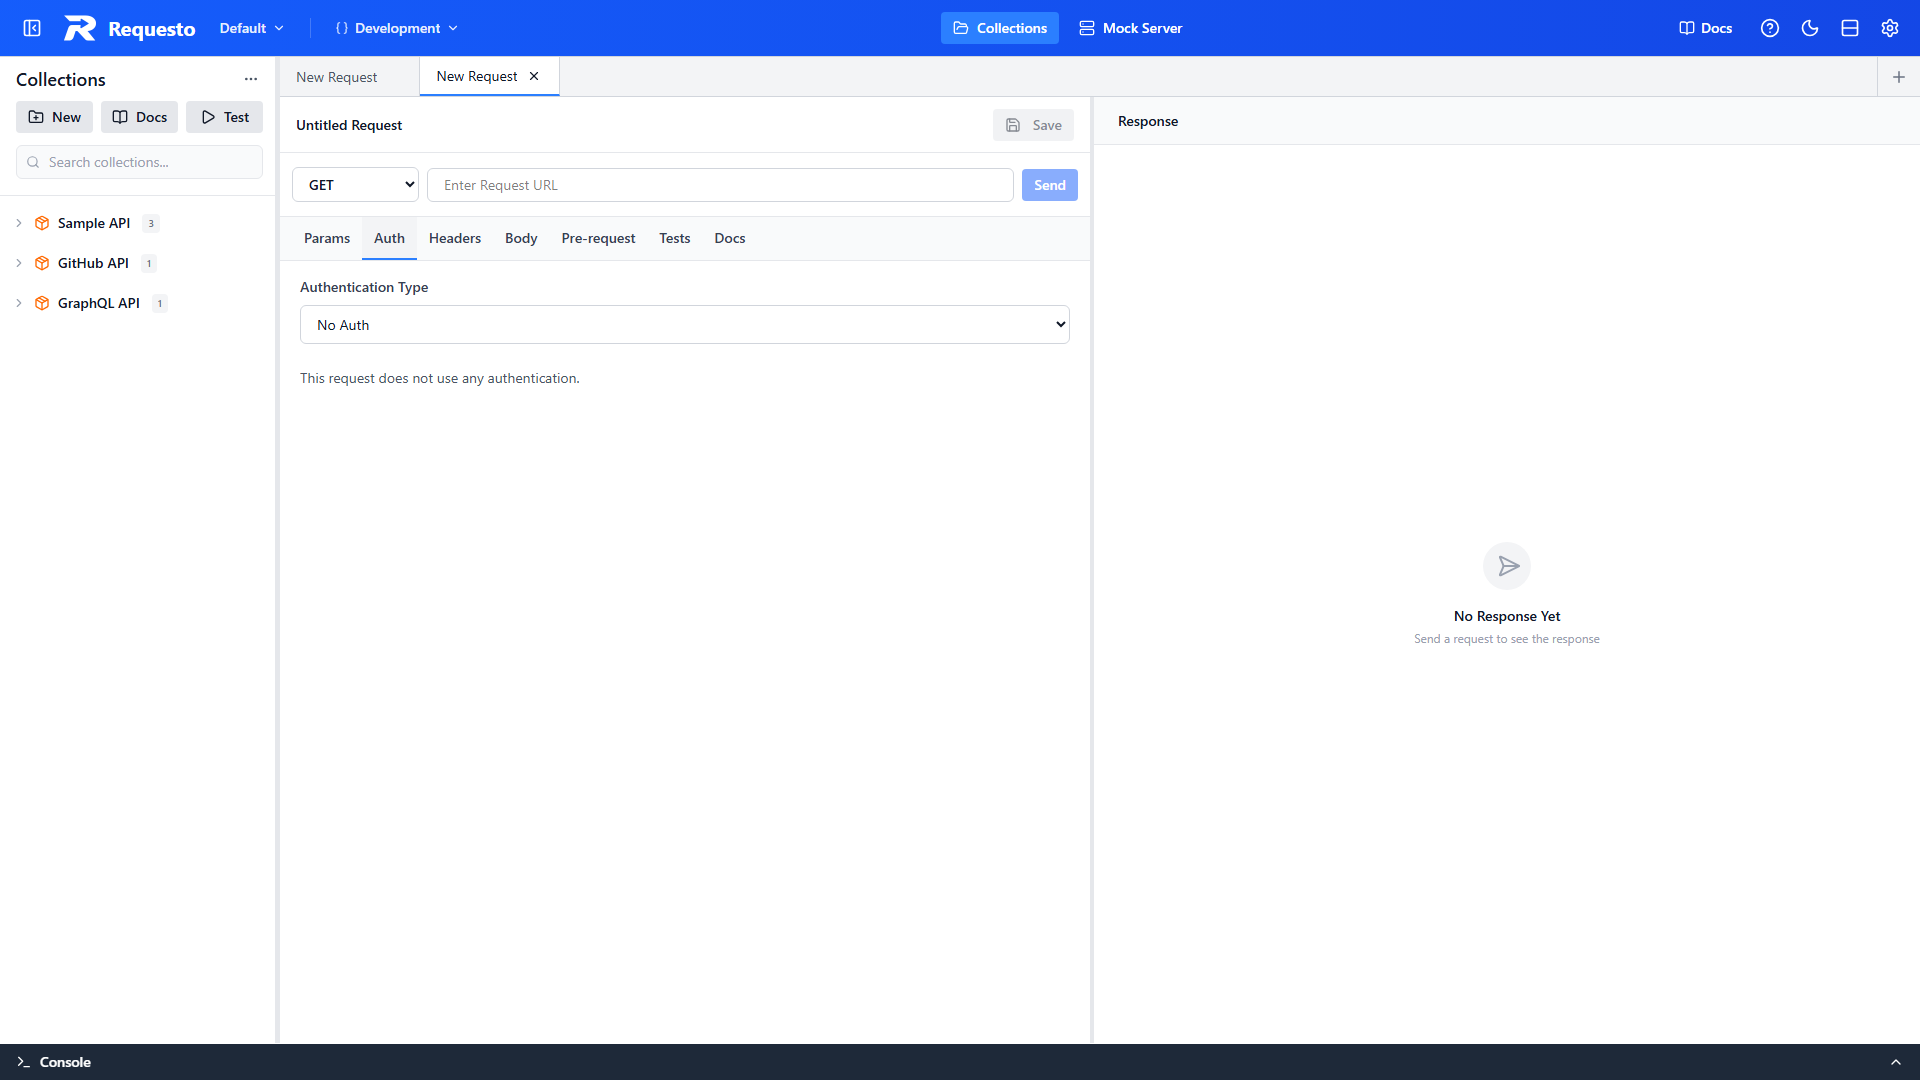 Requesto
Default
{} Development
Collections
Mock Server
Docs
Collections
...
New
Docs
Test
Search collections...
Sample API 3
GitHub API 1
GraphQL API 1
New Request
New Request
Untitled Request
Save
GET
Enter Request URL
Send
Params
Auth
Headers
Body
Pre-request
Tests
Docs
Authentication Type
No Auth
This request does not use any authentication.
Response
No Response Yet
Send a request to see the response
Console